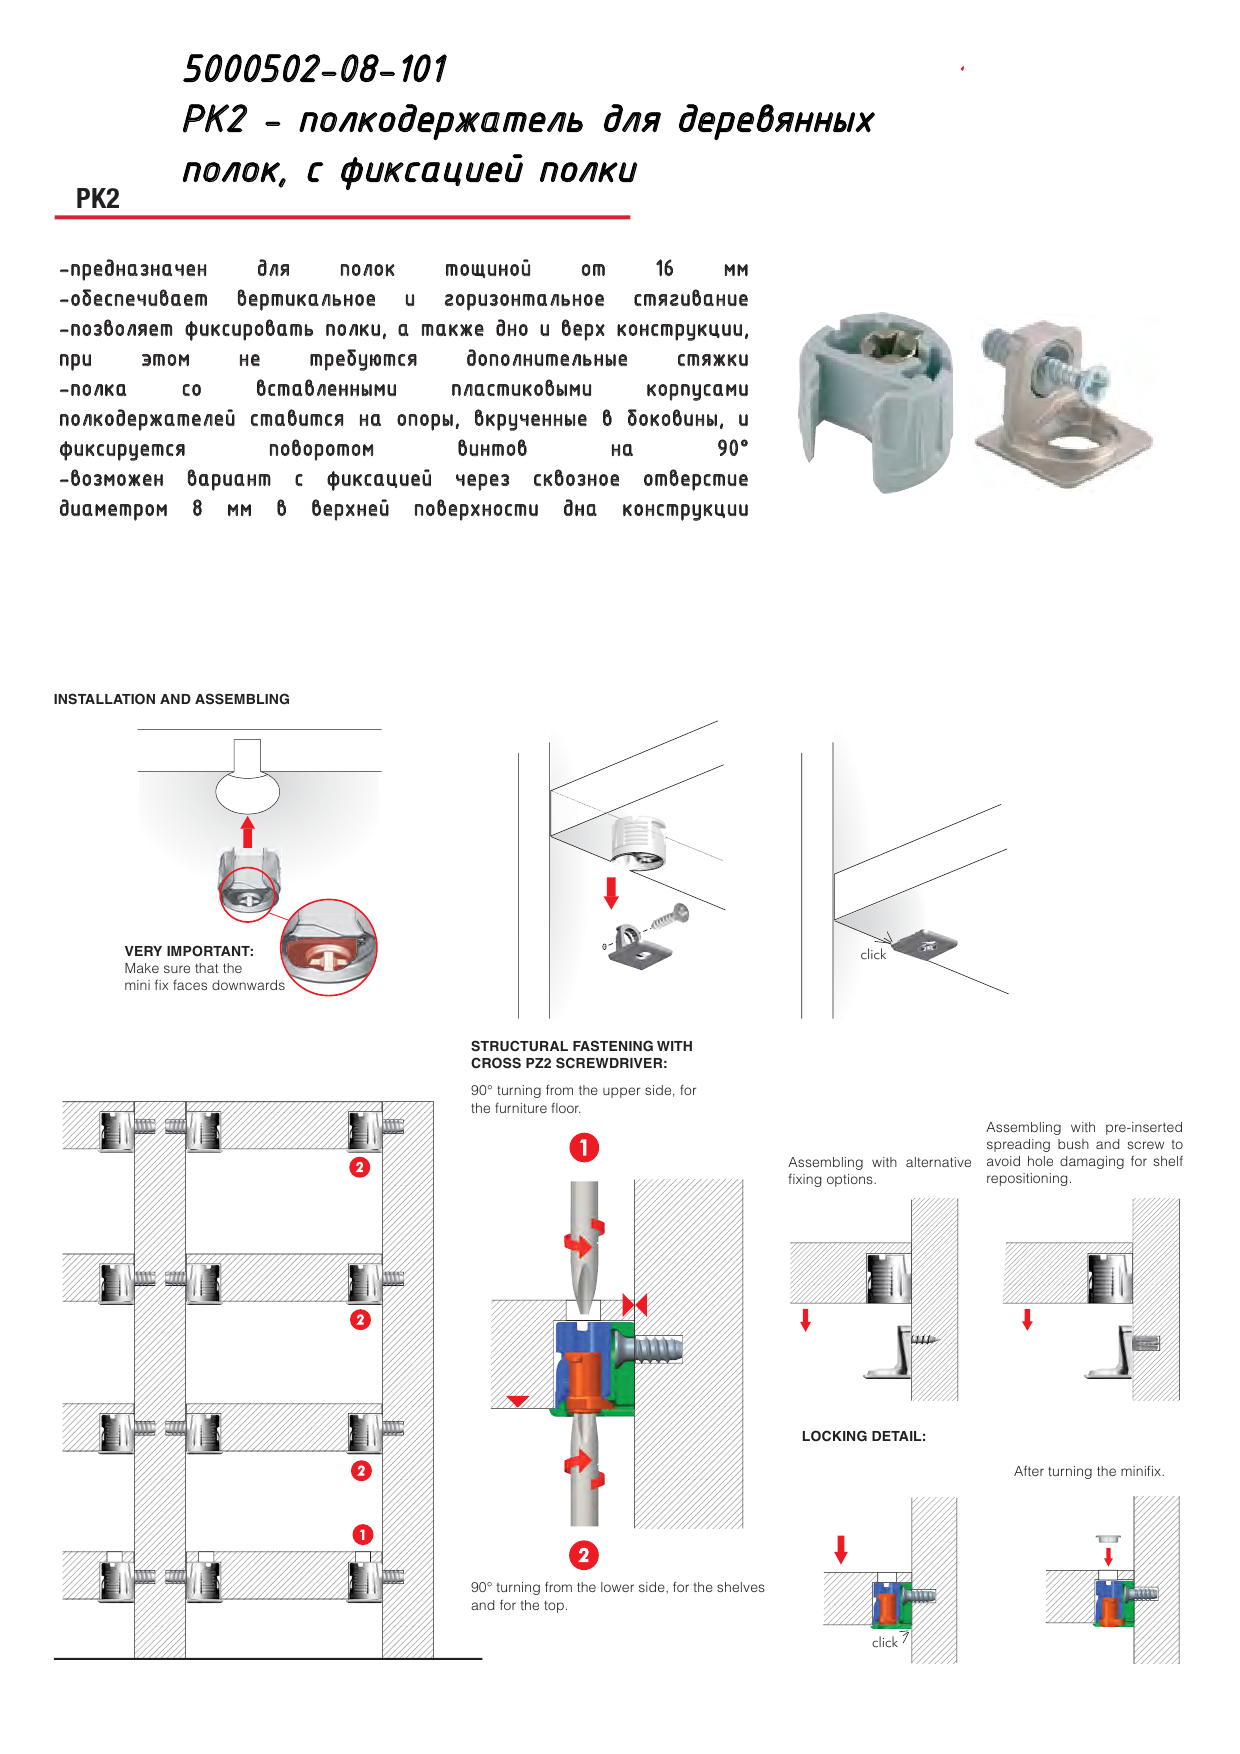 5000502-08-101
PK2 - полкодержатель для деревянных
полок, с фиксацией полки
PK2
-предназначен для полок тощиной от 16 мм
-обеспечивает вертикальное и горизонтальное стягивание
-позволяет фиксировать полки, а также дно и верх конструкции,
при этом не требуются дополнительные стяжки
-полка со вставленными пластиковыми корпусами
полкодержателей ставится на опоры, вкрученные в боковины, и
фиксируется поворотом винтов на 90°
-возможен вариант с фиксацией через сквозное отверстие
диаметром 8 мм в верхней поверхности дна конструкции
INSTALLATION AND ASSEMBLING
VERY IMPORTANT:
Make sure that the
mini fix faces downwards
click
STRUCTURAL FASTENING WITH
CROSS PZ2 SCREWDRIVER:
90° turning from the upper side, for
the furniture floor.
1
2
90° turning from the lower side, for the shelves
and for the top.
2
2
2
1
Assembling with alternative
fixing options.
Assembling with pre-inserted
spreading bush and screw to
avoid hole damaging for shelf
repositioning.
LOCKING DETAIL:
After turning the minifix.
click